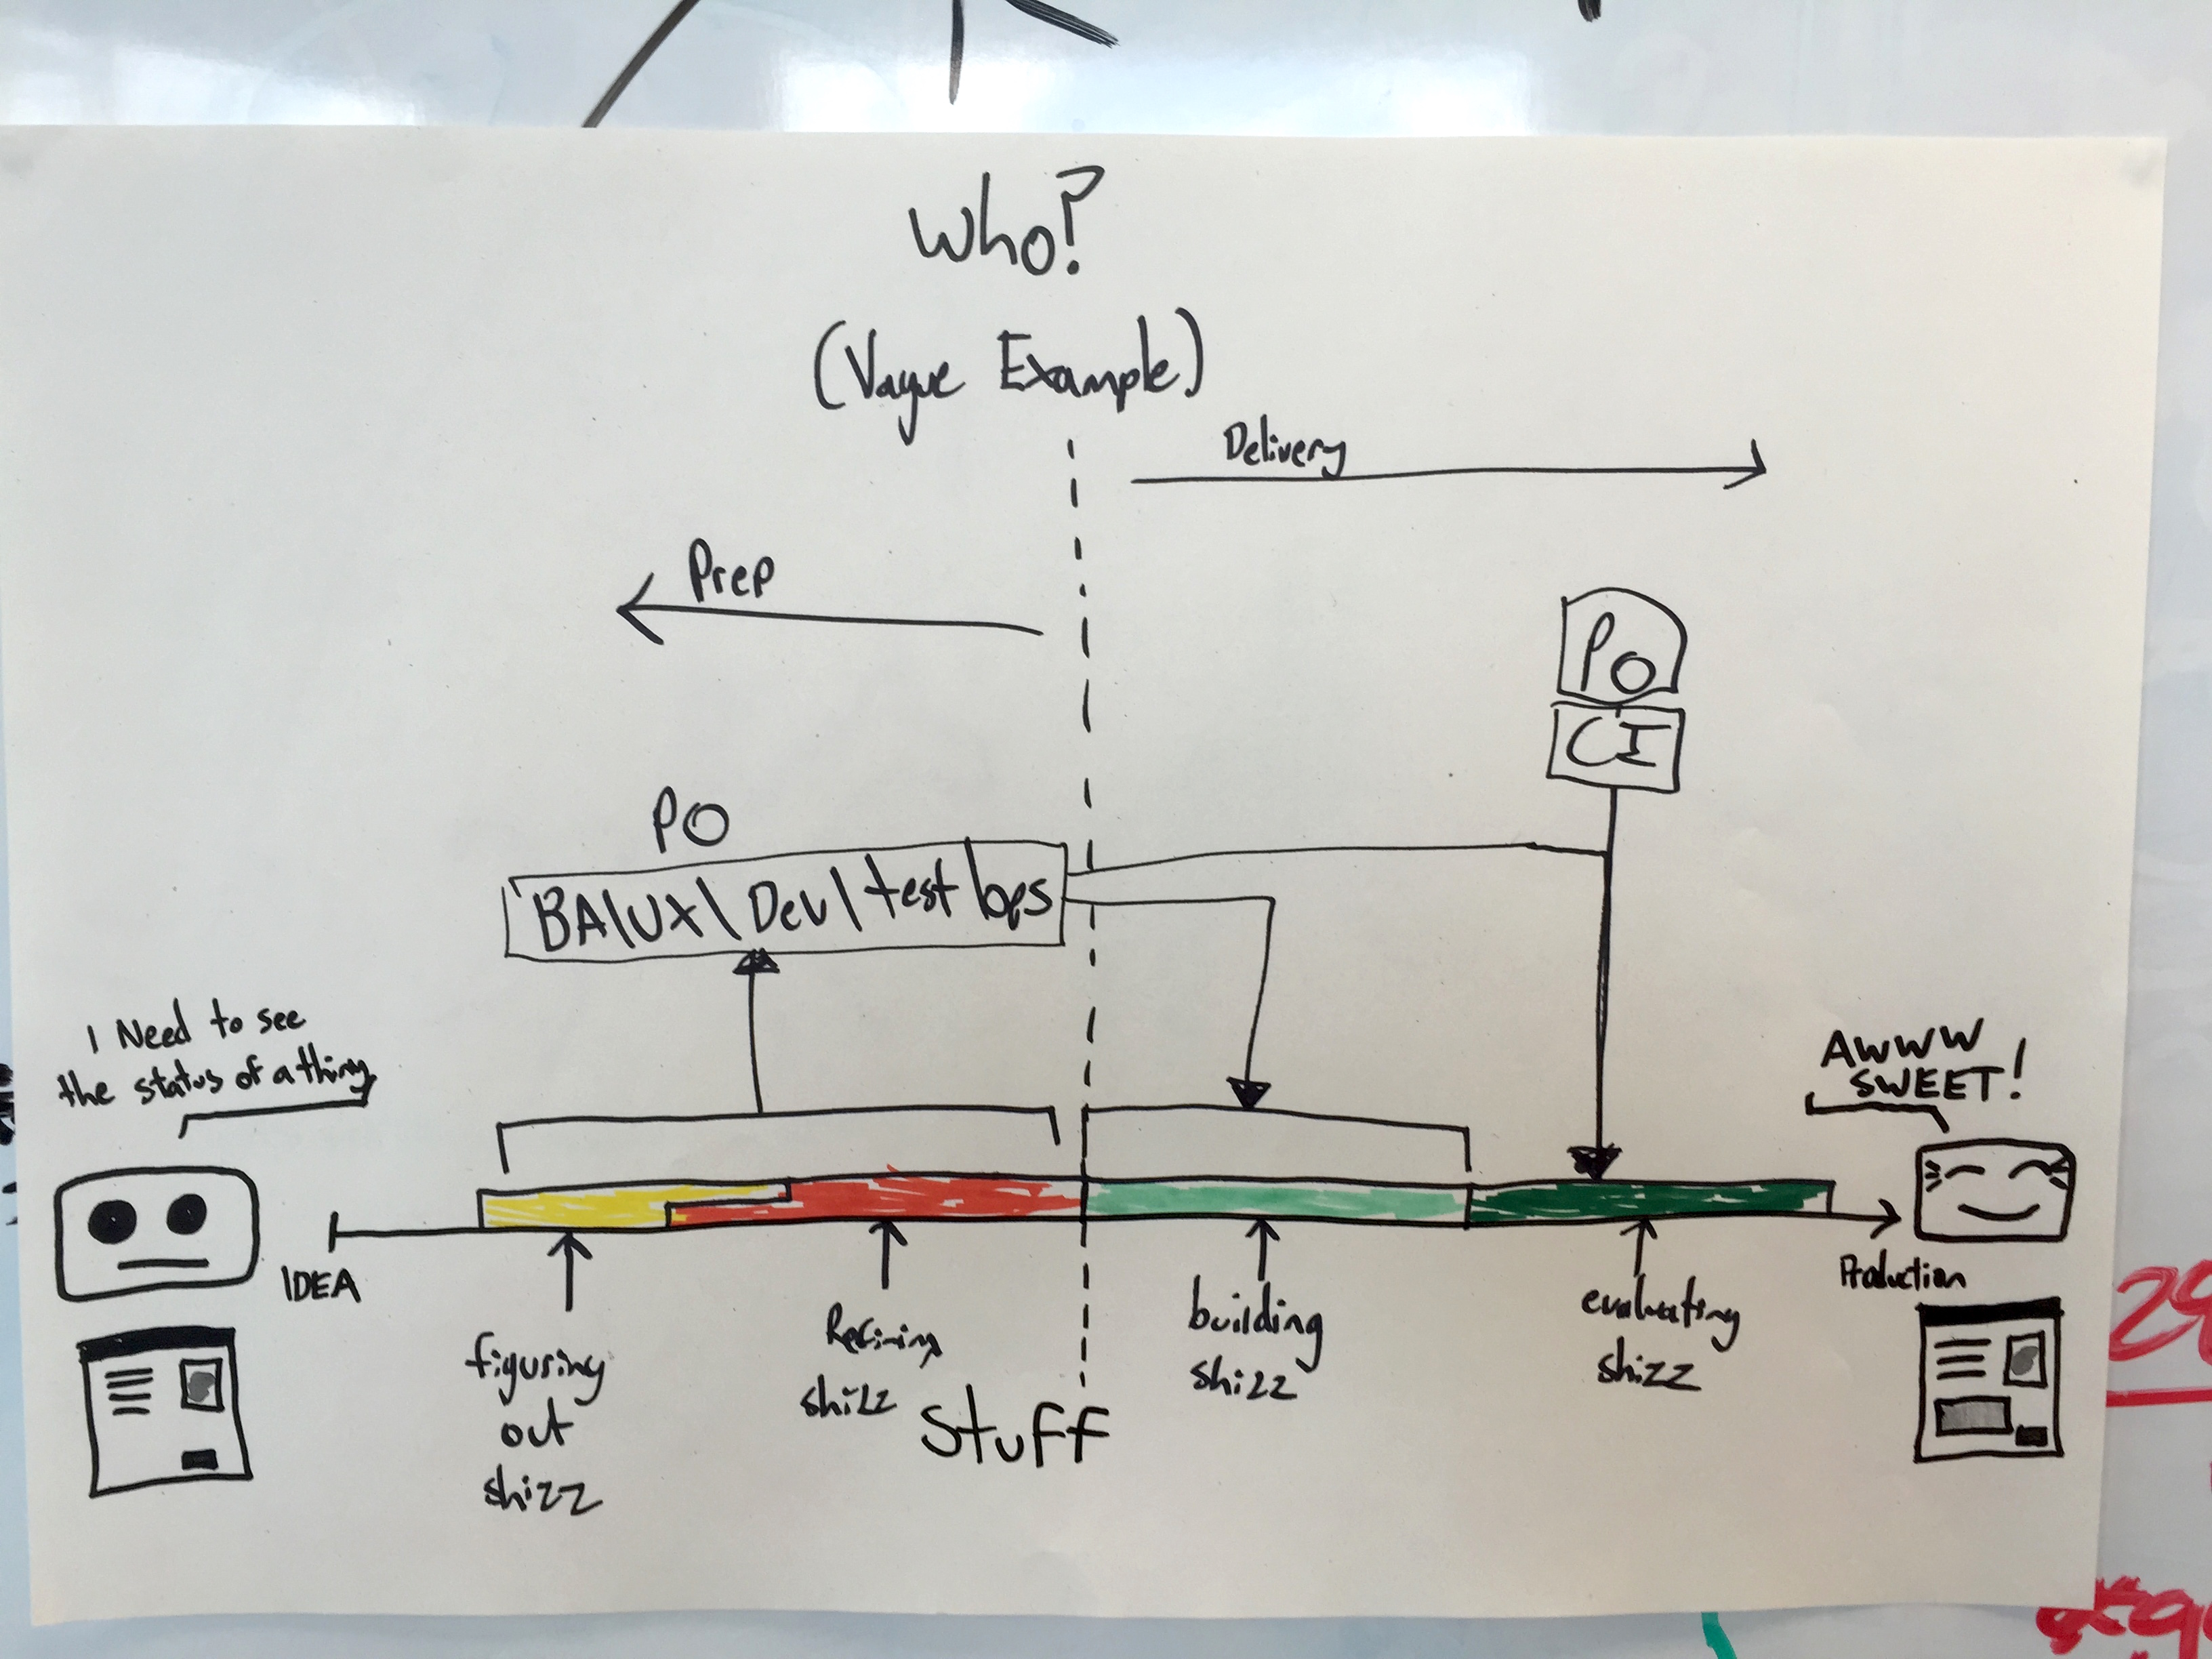 Who?
(Vague Example)
Delivery
Prep
PO
CI
PO
BA\UX\Dev/test/ops
I Need to see
the status of a thing
AWWW
SWEET!
IDEA
Production
figuring
out
shizz
Refining
shizz
Stuff
building
shizz
evaluating
shizz